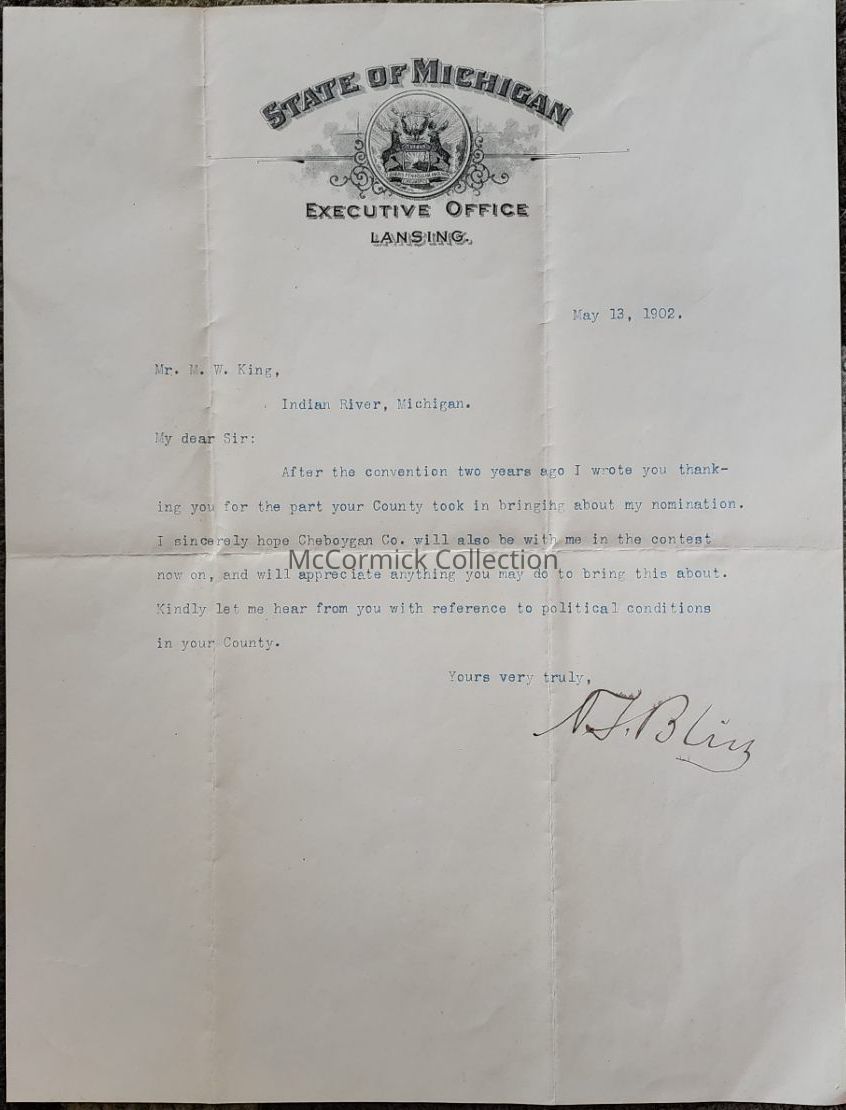 STATE OF MICHIGAN
EXECUTIVE OFFICE
LANSING.
May 13, 1902.
Mr. M. W. King,
Indian River, Michigan.
My dear Sir:
After the convention two years ago I wrote you thank-
ing you for the part your County took in bringing about my nomination.
I sincerely hope Cheboygan Co. will also be with me in the contest
McCormick Collection
now on, and will appreciate anything you may do to bring this about.
Kindly let me hear from you with reference to political conditions
in your County.
Yours very truly,
A.T. Bliss